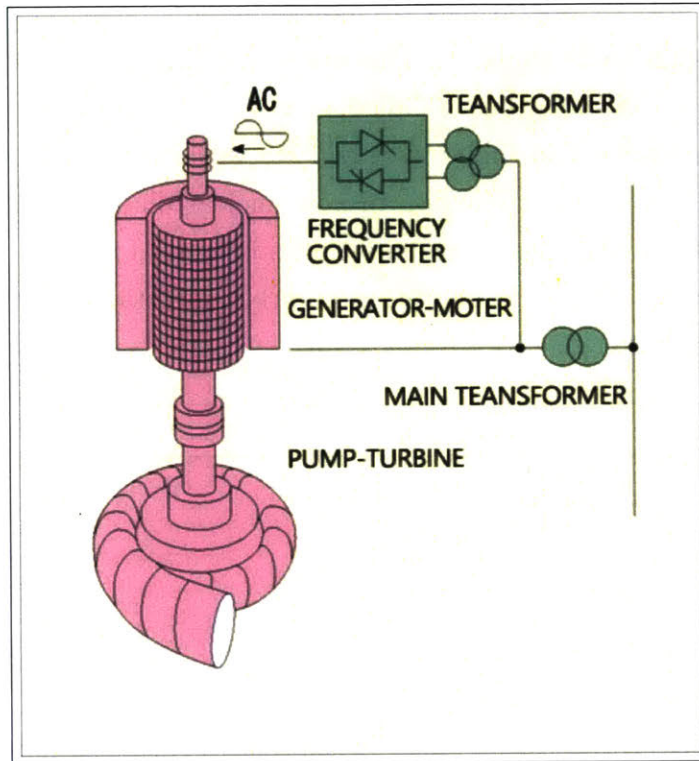 AC
TEANSFORMER
FREQUENCY
CONVERTER
GENERATOR-MOTER
MAIN TEANSFORMER
PUMP-TURBINE